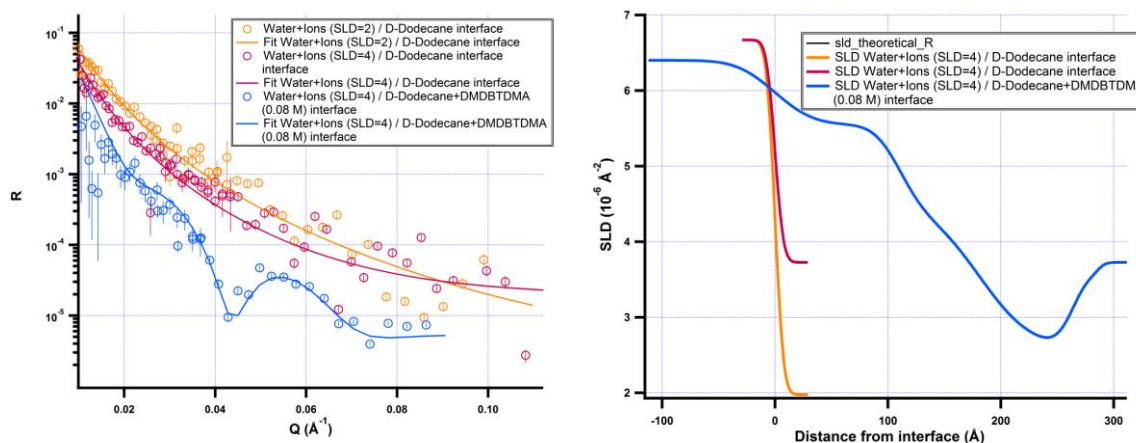 10⁻¹
10⁻²
10⁻³
10⁻⁴
10⁻⁵
R
0.02
0.04
0.06
0.08
0.10
Q (Å⁻¹)
Water+Ions (SLD=2) / D-Dodecane interface
Fit Water+Ions (SLD=2) / D-Dodecane interface
Water+Ions (SLD=4) / D-Dodecane interface
interface
Fit Water+Ions (SLD=4) / D-Dodecane interface
Water+Ions (SLD=4) / D-Dodecane+DMDBTDMA
(0.08 M) interface
Fit Water+Ions (SLD=4) / D-Dodecane+DMDBTDMA
(0.08 M) interface
7
6
5
4
3
2
SLD (10⁻⁶ Å⁻²)
-100
0
100
200
300
Distance from interface (Å)
sld_theoretical_R
SLD Water+Ions (SLD=4) / D-Dodecane interface
SLD Water+Ions (SLD=4) / D-Dodecane interface
SLD Water+Ions (SLD=4) / D-Dodecane+DMDBTDM
(0.08 M) interface